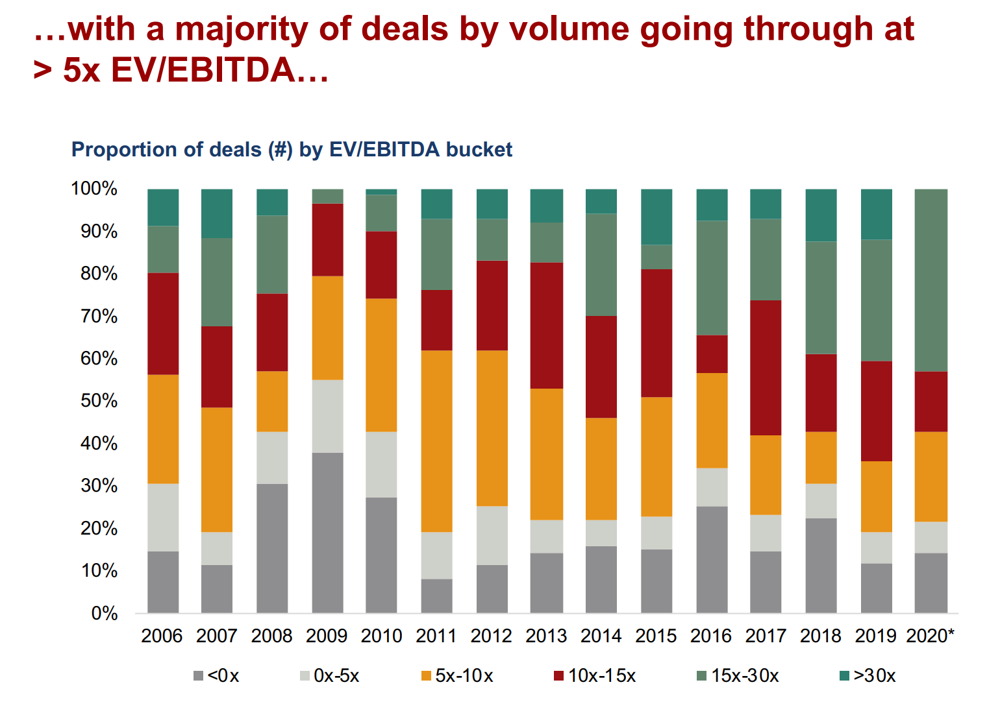 …with a majority of deals by volume going through at
> 5x EV/EBITDA…
Proportion of deals (#) by EV/EBITDA bucket
100%
90%
80%
70%
60%
50%
40%
30%
20%
10%
0%
2006 2007 2008 2009 2010 2011 2012 2013 2014 2015 2016 2017 2018 2019 2020*
<0x 0x-5x 5x-10x 10x-15x 15x-30x >30x